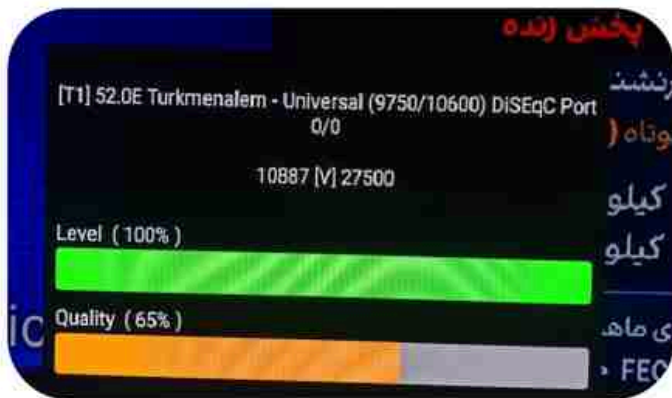 پخش زنده
[T1] 52.0E Turkmenalem - Universal (9750/10600) DiSEqC Port
0/0
10887 [V] 27500
کیلو
کیلو
Level ( 100% )
Quality ( 65% )
ی ماه
FEC